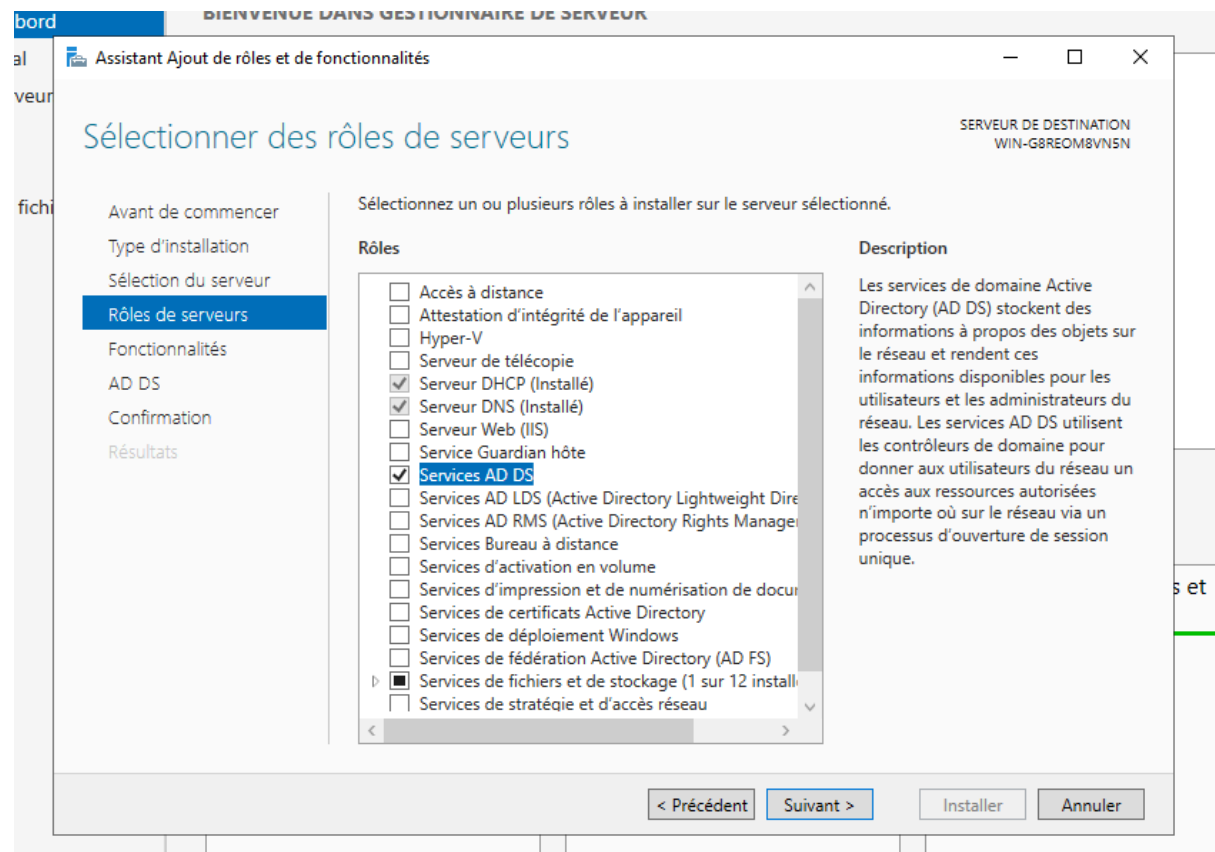 bord
BIENVENUE DANS GESTIONNAIRE DE SERVEUR
al
Assistant Ajout de rôles et de fonctionnalités
veur
Sélectionner des rôles de serveurs
SERVEUR DE DESTINATION
WIN-G8REOM8VN5N
fichi
Avant de commencer
Type d'installation
Sélection du serveur
Rôles de serveurs
Fonctionnalités
AD DS
Confirmation
Résultats
Sélectionnez un ou plusieurs rôles à installer sur le serveur sélectionné.
Rôles
Accès à distance
Attestation d'intégrité de l'appareil
Hyper-V
Serveur de télécopie
Serveur DHCP (Installé)
Serveur DNS (Installé)
Serveur Web (IIS)
Service Guardian hôte
Services AD DS
Services AD LDS (Active Directory Lightweight Dire
Services AD RMS (Active Directory Rights Manage
Services Bureau à distance
Services d'activation en volume
Services d'impression et de numérisation de docu
Services de certificats Active Directory
Services de déploiement Windows
Services de fédération Active Directory (AD FS)
Services de fichiers et de stockage (1 sur 12 install
Services de stratégie et d'accès réseau
Description
Les services de domaine Active
Directory (AD DS) stockent des
informations à propos des objets sur
le réseau et rendent ces
informations disponibles pour les
utilisateurs et les administrateurs du
réseau. Les services AD DS utilisent
les contrôleurs de domaine pour
donner aux utilisateurs du réseau un
accès aux ressources autorisées
n'importe où sur le réseau via un
processus d'ouverture de session
unique.
s et
< Précédent
Suivant >
Installer
Annuler